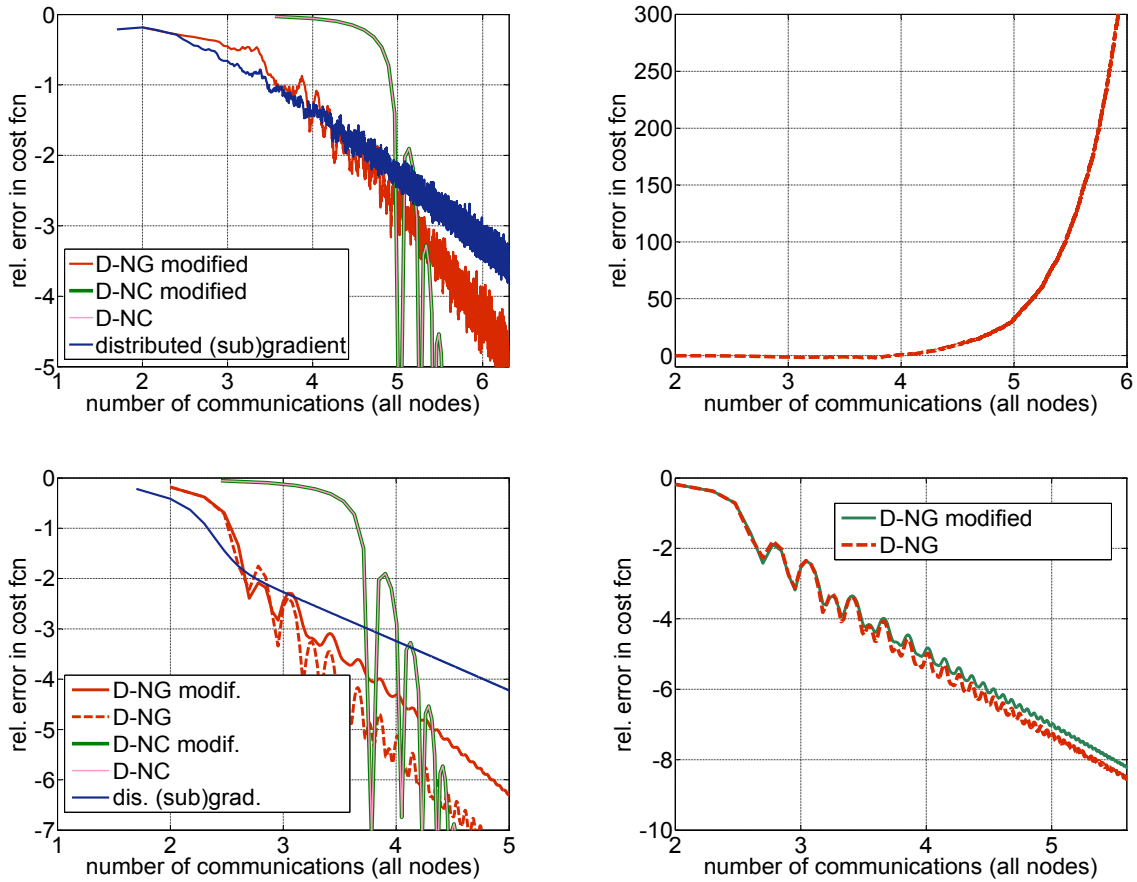 0
-1
-2
-3
-4
-5
1
2
3
4
5
6
rel. error in cost fcn
number of communications (all nodes)
D-NG modified
D-NC modified
D-NC
distributed (sub)gradient
300
250
200
150
100
50
0
2
3
4
5
6
rel. error in cost fcn
number of communications (all nodes)
0
-1
-2
-3
-4
-5
-6
-7
1
2
3
4
5
rel. error in cost fcn
number of communications (all nodes)
D-NG modif.
D-NG
D-NC modif.
D-NC
dis. (sub)grad.
0
-2
-4
-6
-8
-10
2
3
4
5
rel. error in cost fcn
number of communications (all nodes)
D-NG modified
D-NG